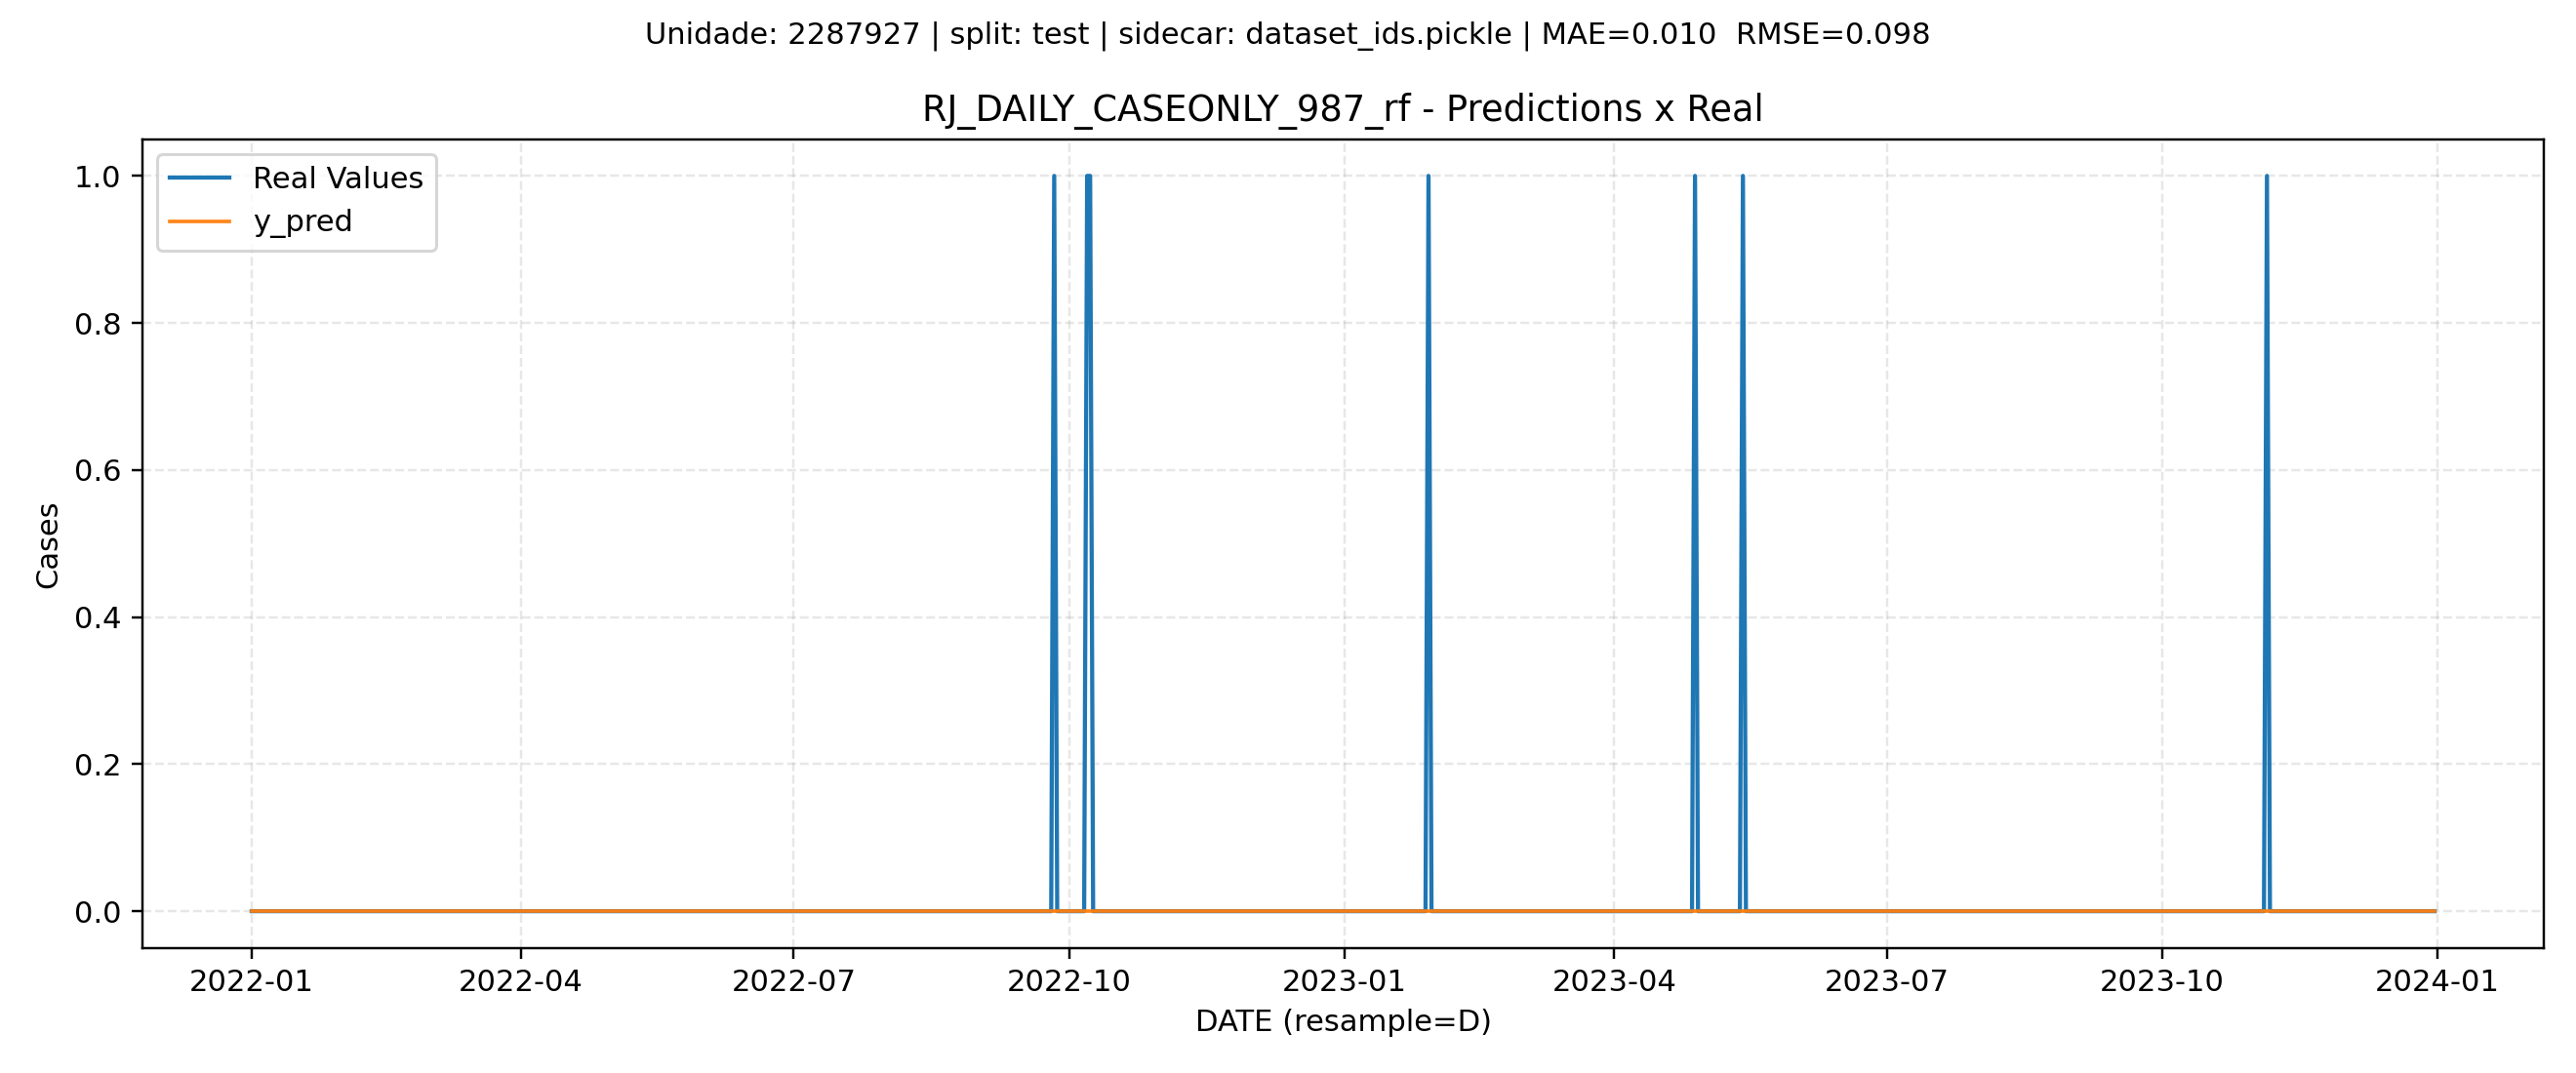 Unidade: 2287927 | split: test | sidecar: dataset_ids.pickle | MAE=0.010  RMSE=0.098
RJ_DAILY_CASEONLY_987_rf - Predictions x Real
Real Values
y_pred
1.0
0.8
0.6
0.4
0.2
0.0
Cases
2022-01 2022-04 2022-07 2022-10 2023-01 2023-04 2023-07 2023-10 2024-01
DATE (resample=D)